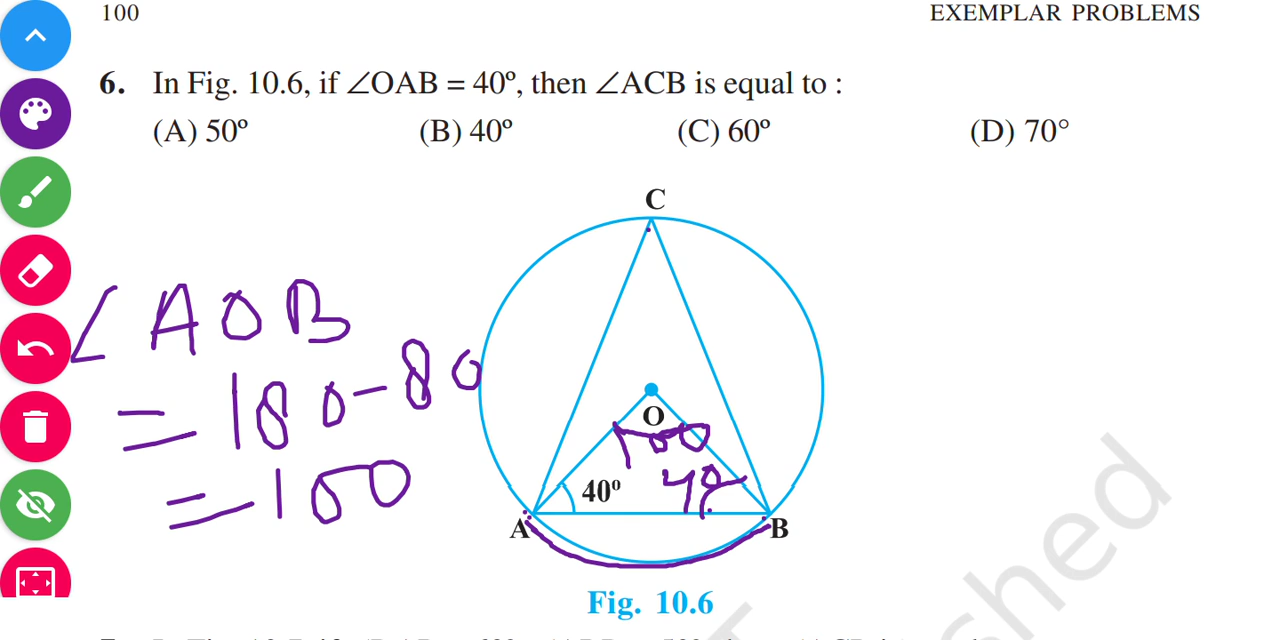 100 EXEMPLAR PROBLEMS
6. In Fig. 10.6, if ∠OAB = 40º, then ∠ACB is equal to :
(A) 50º (B) 40º (C) 60º (D) 70°
C
∠AOB
= 180-80
= 100
O
100
40º 40
A B
Fig. 10.6
shed